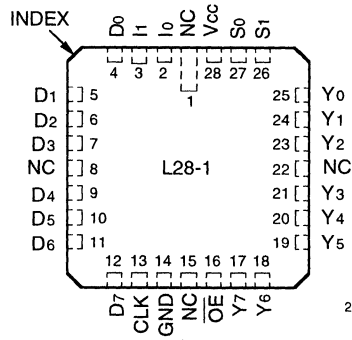 INDEX
D0 I1 I0 NC Vcc S0 S1
4 3 2 28 27 26
1
D1 5 25 Y0
D2 6 24 Y1
D3 7 23 Y2
NC 8 L28-1 22 NC
D4 9 21 Y3
D5 10 20 Y4
D6 11 19 Y5
12 13 14 15 16 17 18
D7 CLK GND NC OE Y7 Y6
2